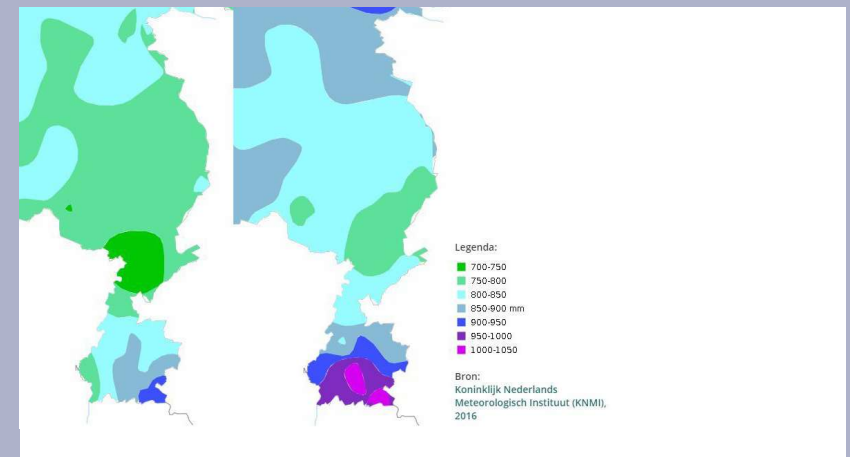 Legenda:
700-750
750-800
800-850
850-900 mm
900-950
950-1000
1000-1050
Bron:
Koninklijk Nederlands
Meteorologisch Instituut (KNMI),
2016